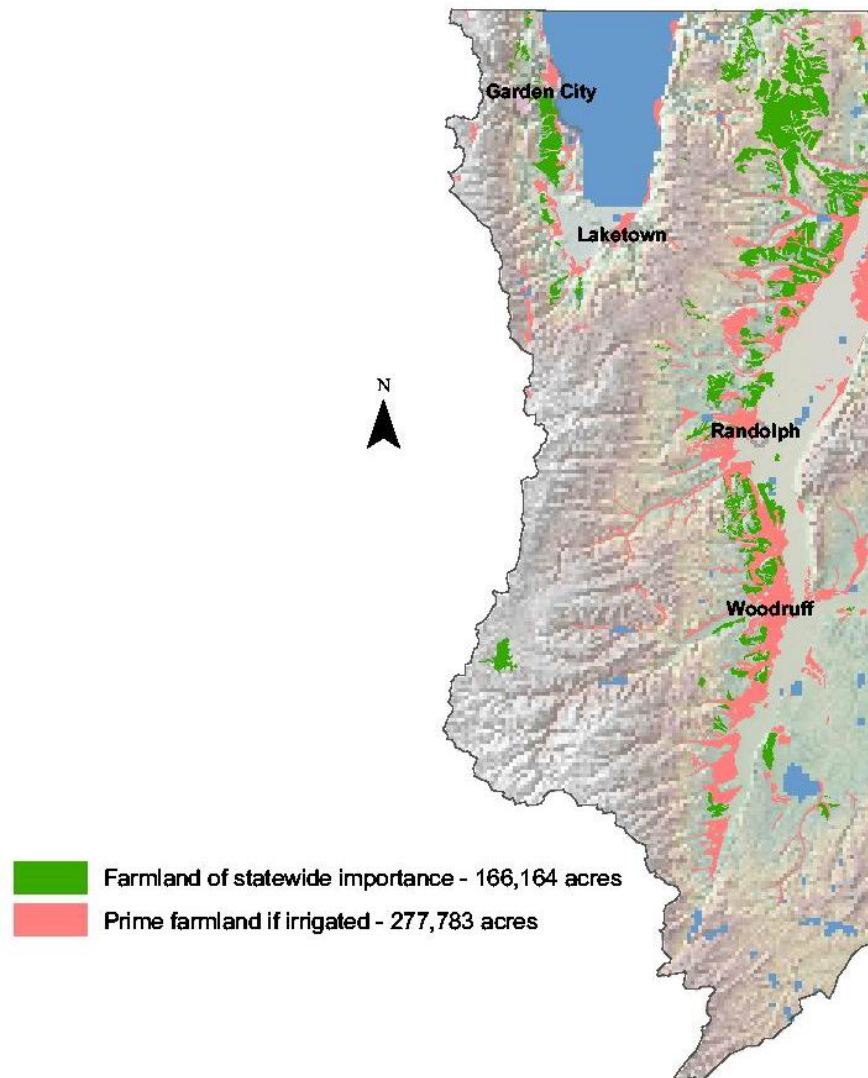 Garden City
Laketown
N
Randolph
Woodruff
Farmland of statewide importance - 166,164 acres
Prime farmland if irrigated - 277,783 acres